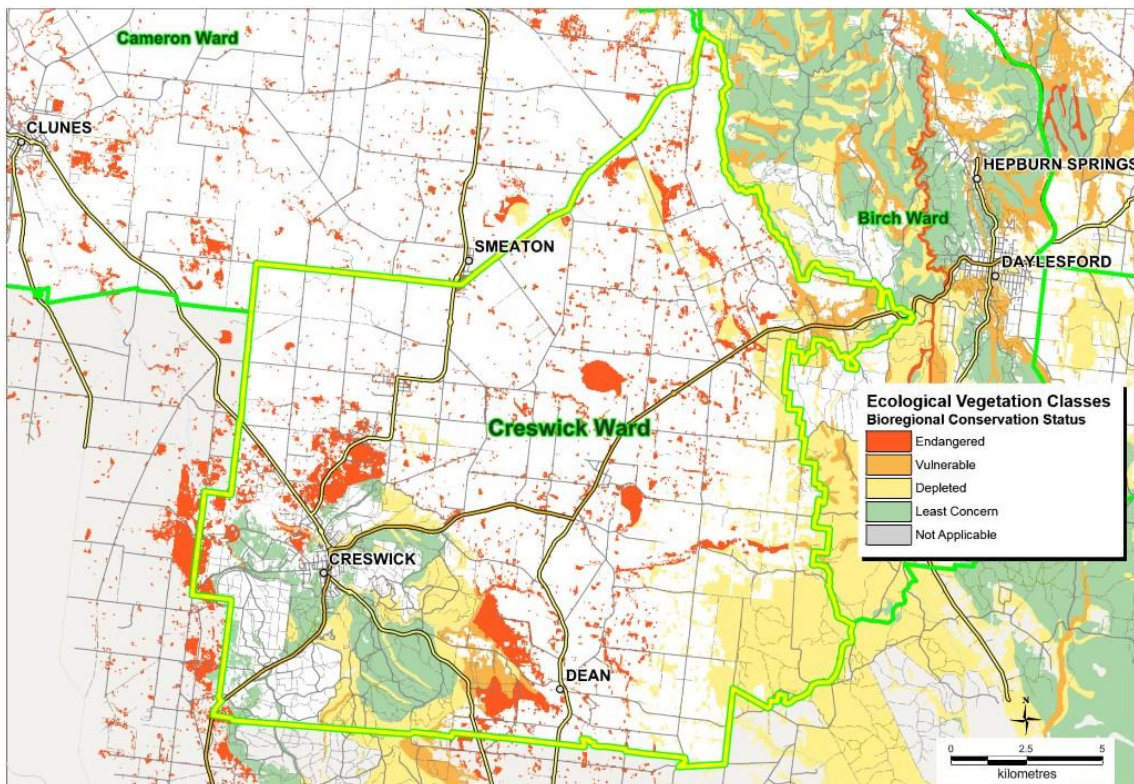 Cameron Ward
CLUNES
HEPBURN SPRINGS
Birch Ward
SMEATON
DAYLESFORD
Ecological Vegetation Classes
Bioregional Conservation Status
Endangered
Vulnerable
Depleted
Least Concern
Not Applicable
Creswick Ward
CRESWICK
DEAN
N
0 2.5 5
kilometres